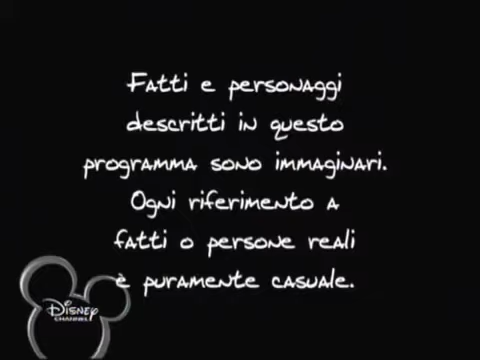 Fatti e personaggi
descritti in questo
programma sono immaginari.
Ogni riferimento a
fatti o persone reali
è puramente casuale.
Disney
CHANNEL